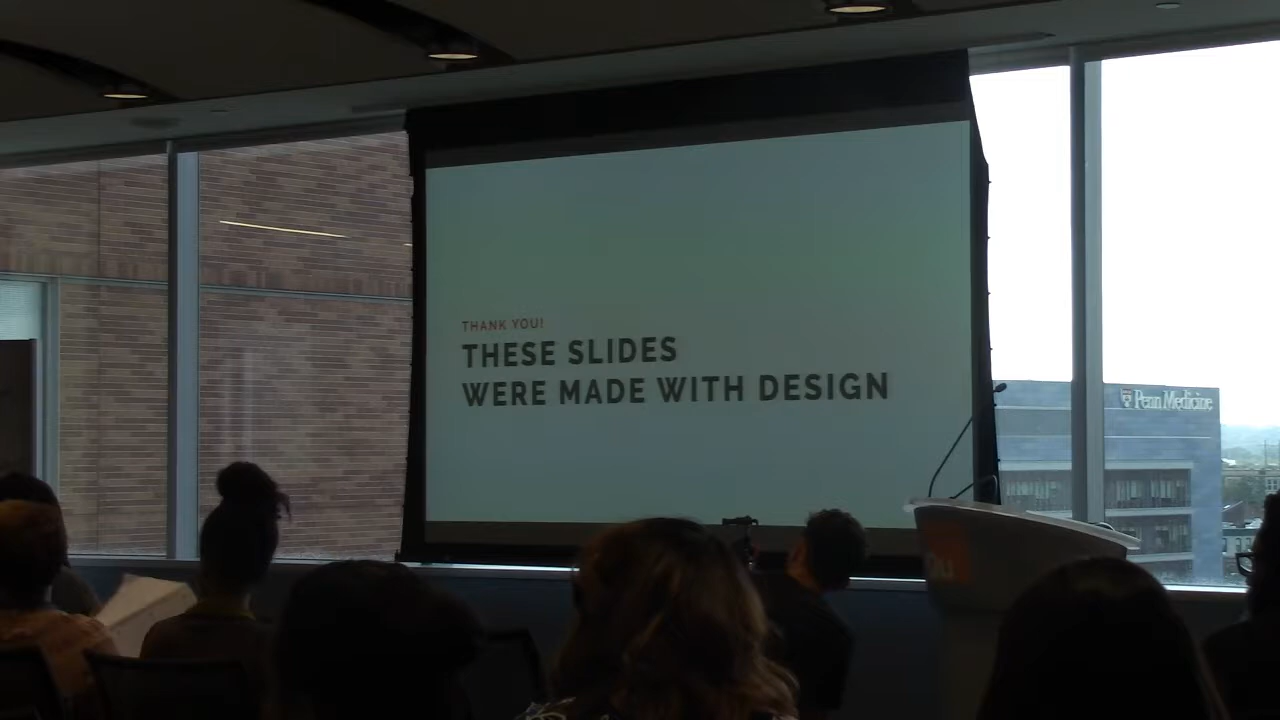 THANK YOU!
THESE SLIDES
WERE MADE WITH DESIGN
Penn Medicine